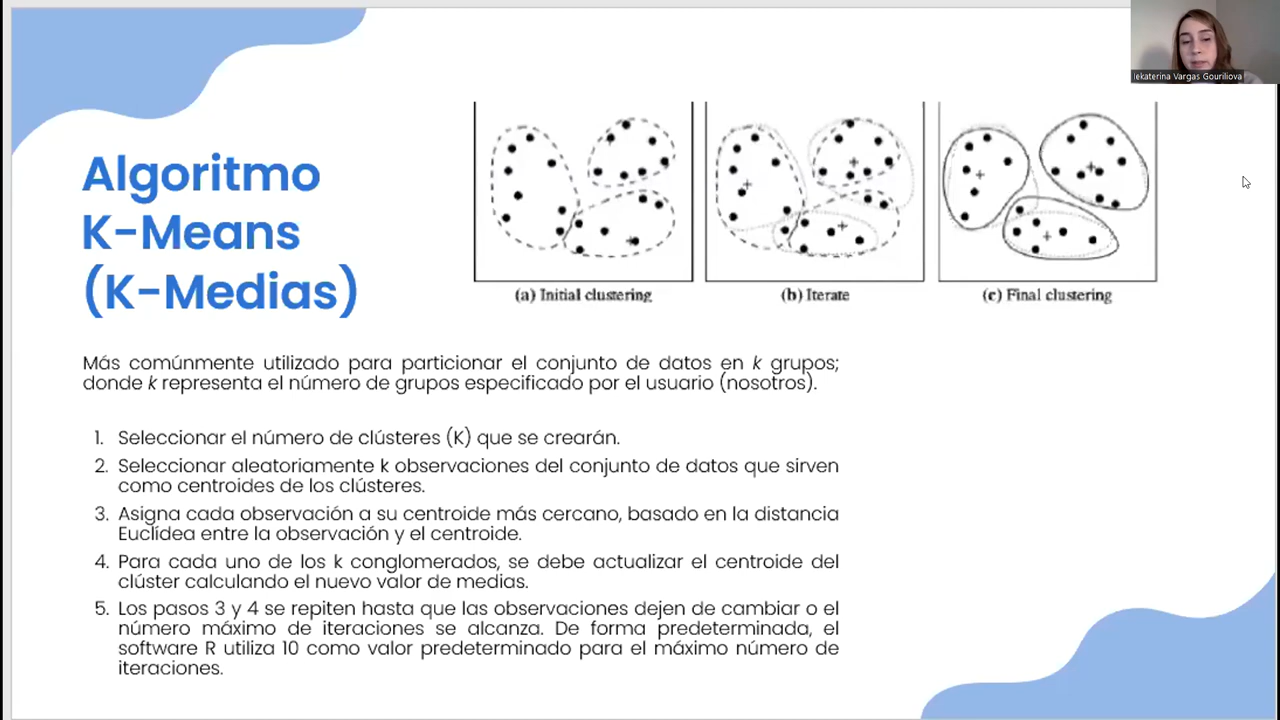 Iekaterina Vargas Gouriliova
Algoritmo
K-Means
(K-Medias)
(a) Initial clustering
(b) Iterate
(c) Final clustering
Más comúnmente utilizado para particionar el conjunto de datos en k grupos;
donde k representa el número de grupos especificado por el usuario (nosotros).
1. Seleccionar el número de clústeres (K) que se crearán.
2. Seleccionar aleatoriamente k observaciones del conjunto de datos que sirven
como centroides de los clústeres.
3. Asigna cada observación a su centroide más cercano, basado en la distancia
Euclídea entre la observación y el centroide.
4. Para cada uno de los k conglomerados, se debe actualizar el centroide del
clúster calculando el nuevo valor de medias.
5. Los pasos 3 y 4 se repiten hasta que las observaciones dejen de cambiar o el
número máximo de iteraciones se alcanza. De forma predeterminada, el
software R utiliza 10 como valor predeterminado para el máximo número de
iteraciones.